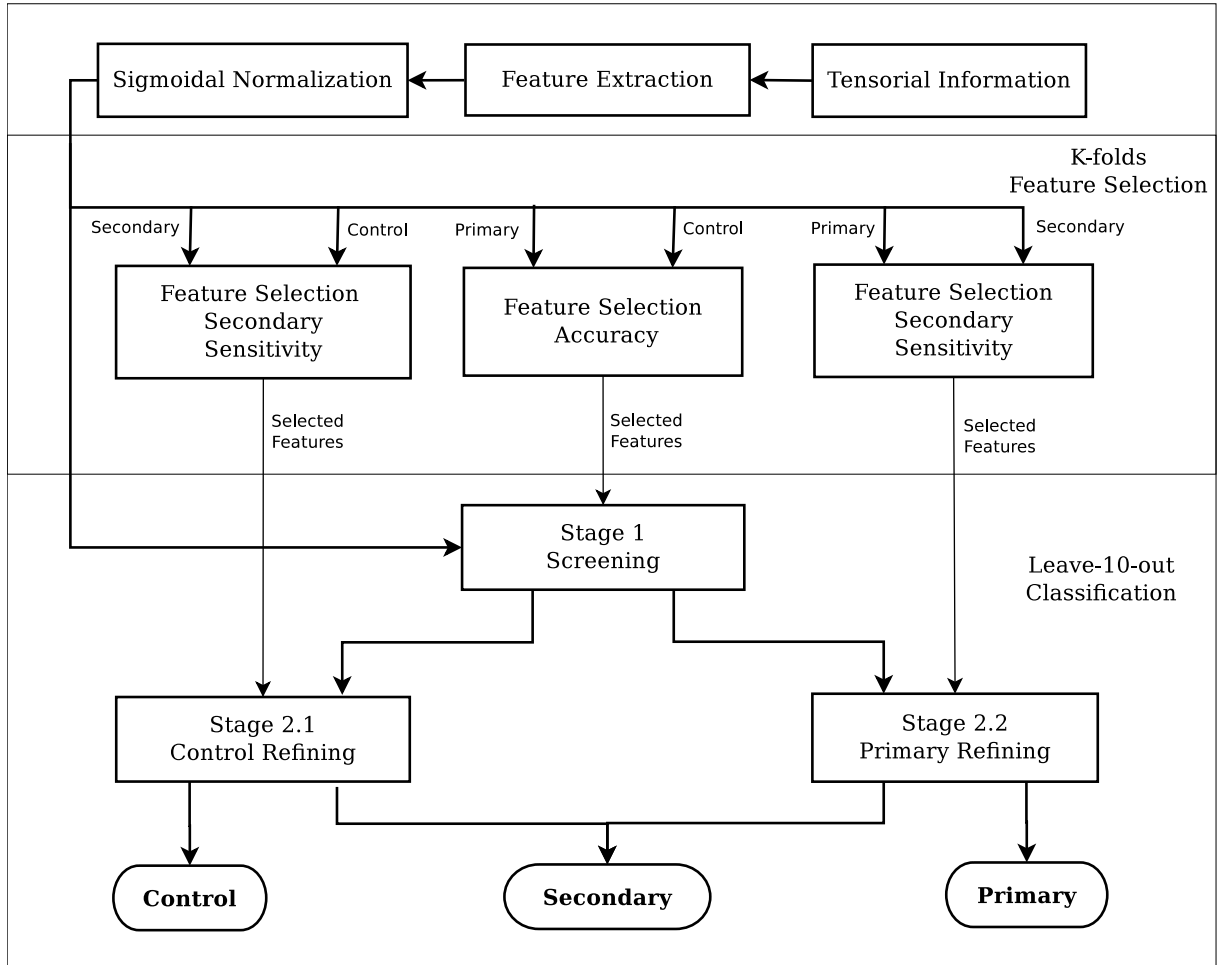 Sigmoidal Normalization
Feature Extraction
Tensorial Information
K-folds
Feature Selection
Secondary
Control
Primary
Control
Primary
Secondary
Feature Selection
Secondary
Sensitivity
Feature Selection
Accuracy
Feature Selection
Secondary
Sensitivity
Selected
Features
Selected
Features
Selected
Features
Stage 1
Screening
Leave-10-out
Classification
Stage 2.1
Control Refining
Stage 2.2
Primary Refining
Control
Secondary
Primary